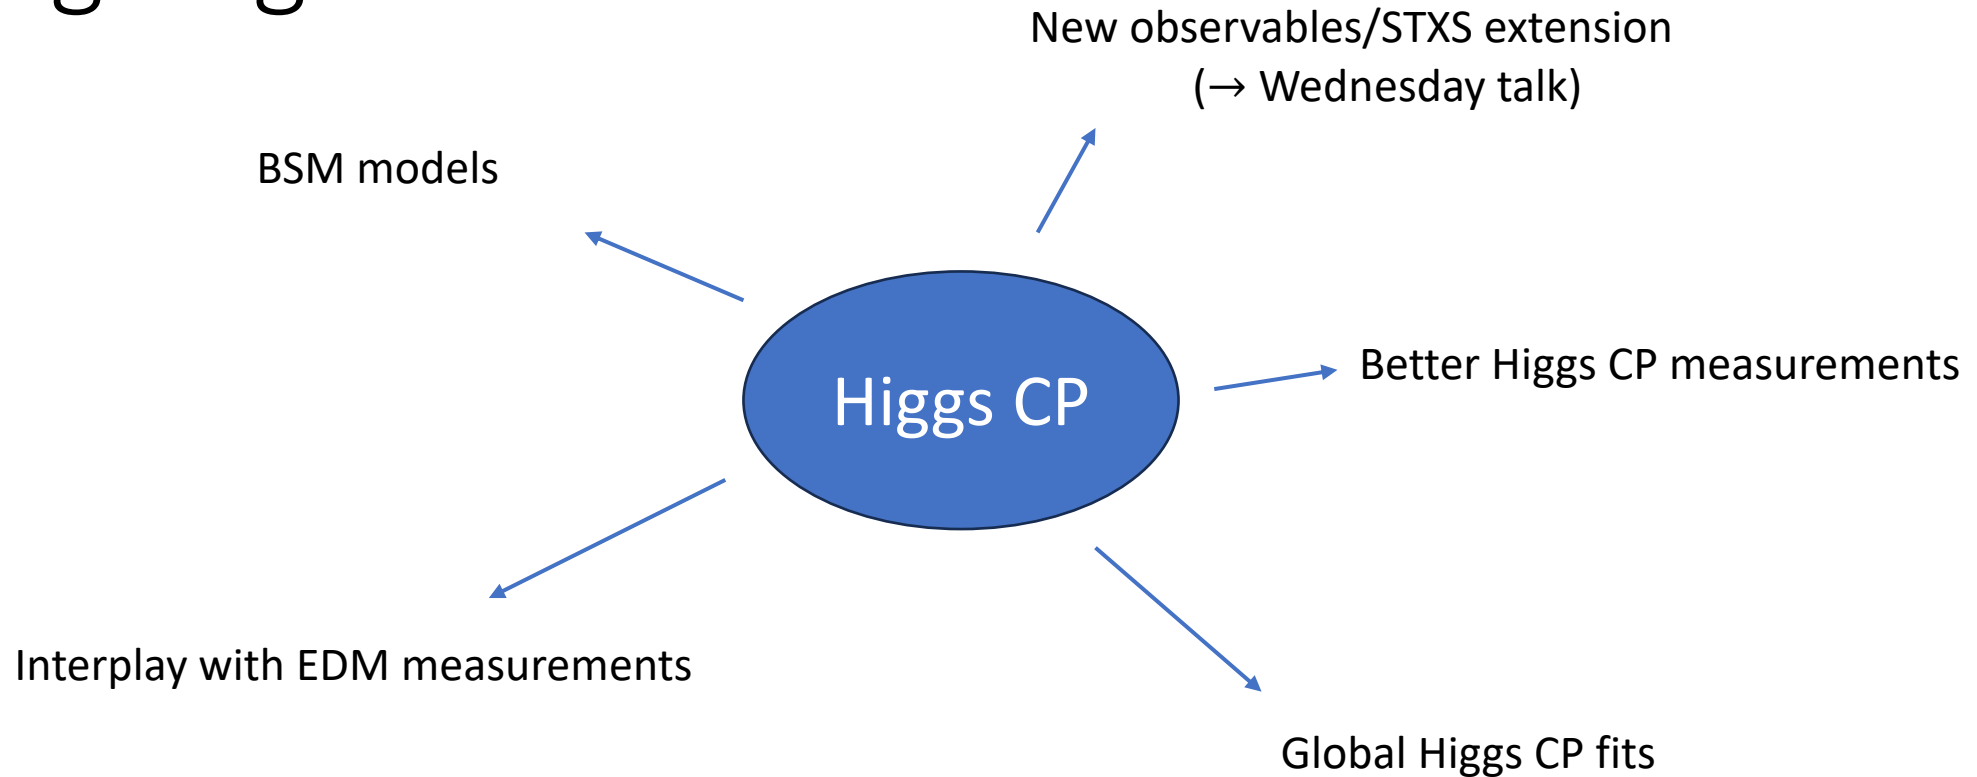 New observables/STXS extension
(→ Wednesday talk)
BSM models
Better Higgs CP measurements
Higgs CP
Interplay with EDM measurements
Global Higgs CP fits